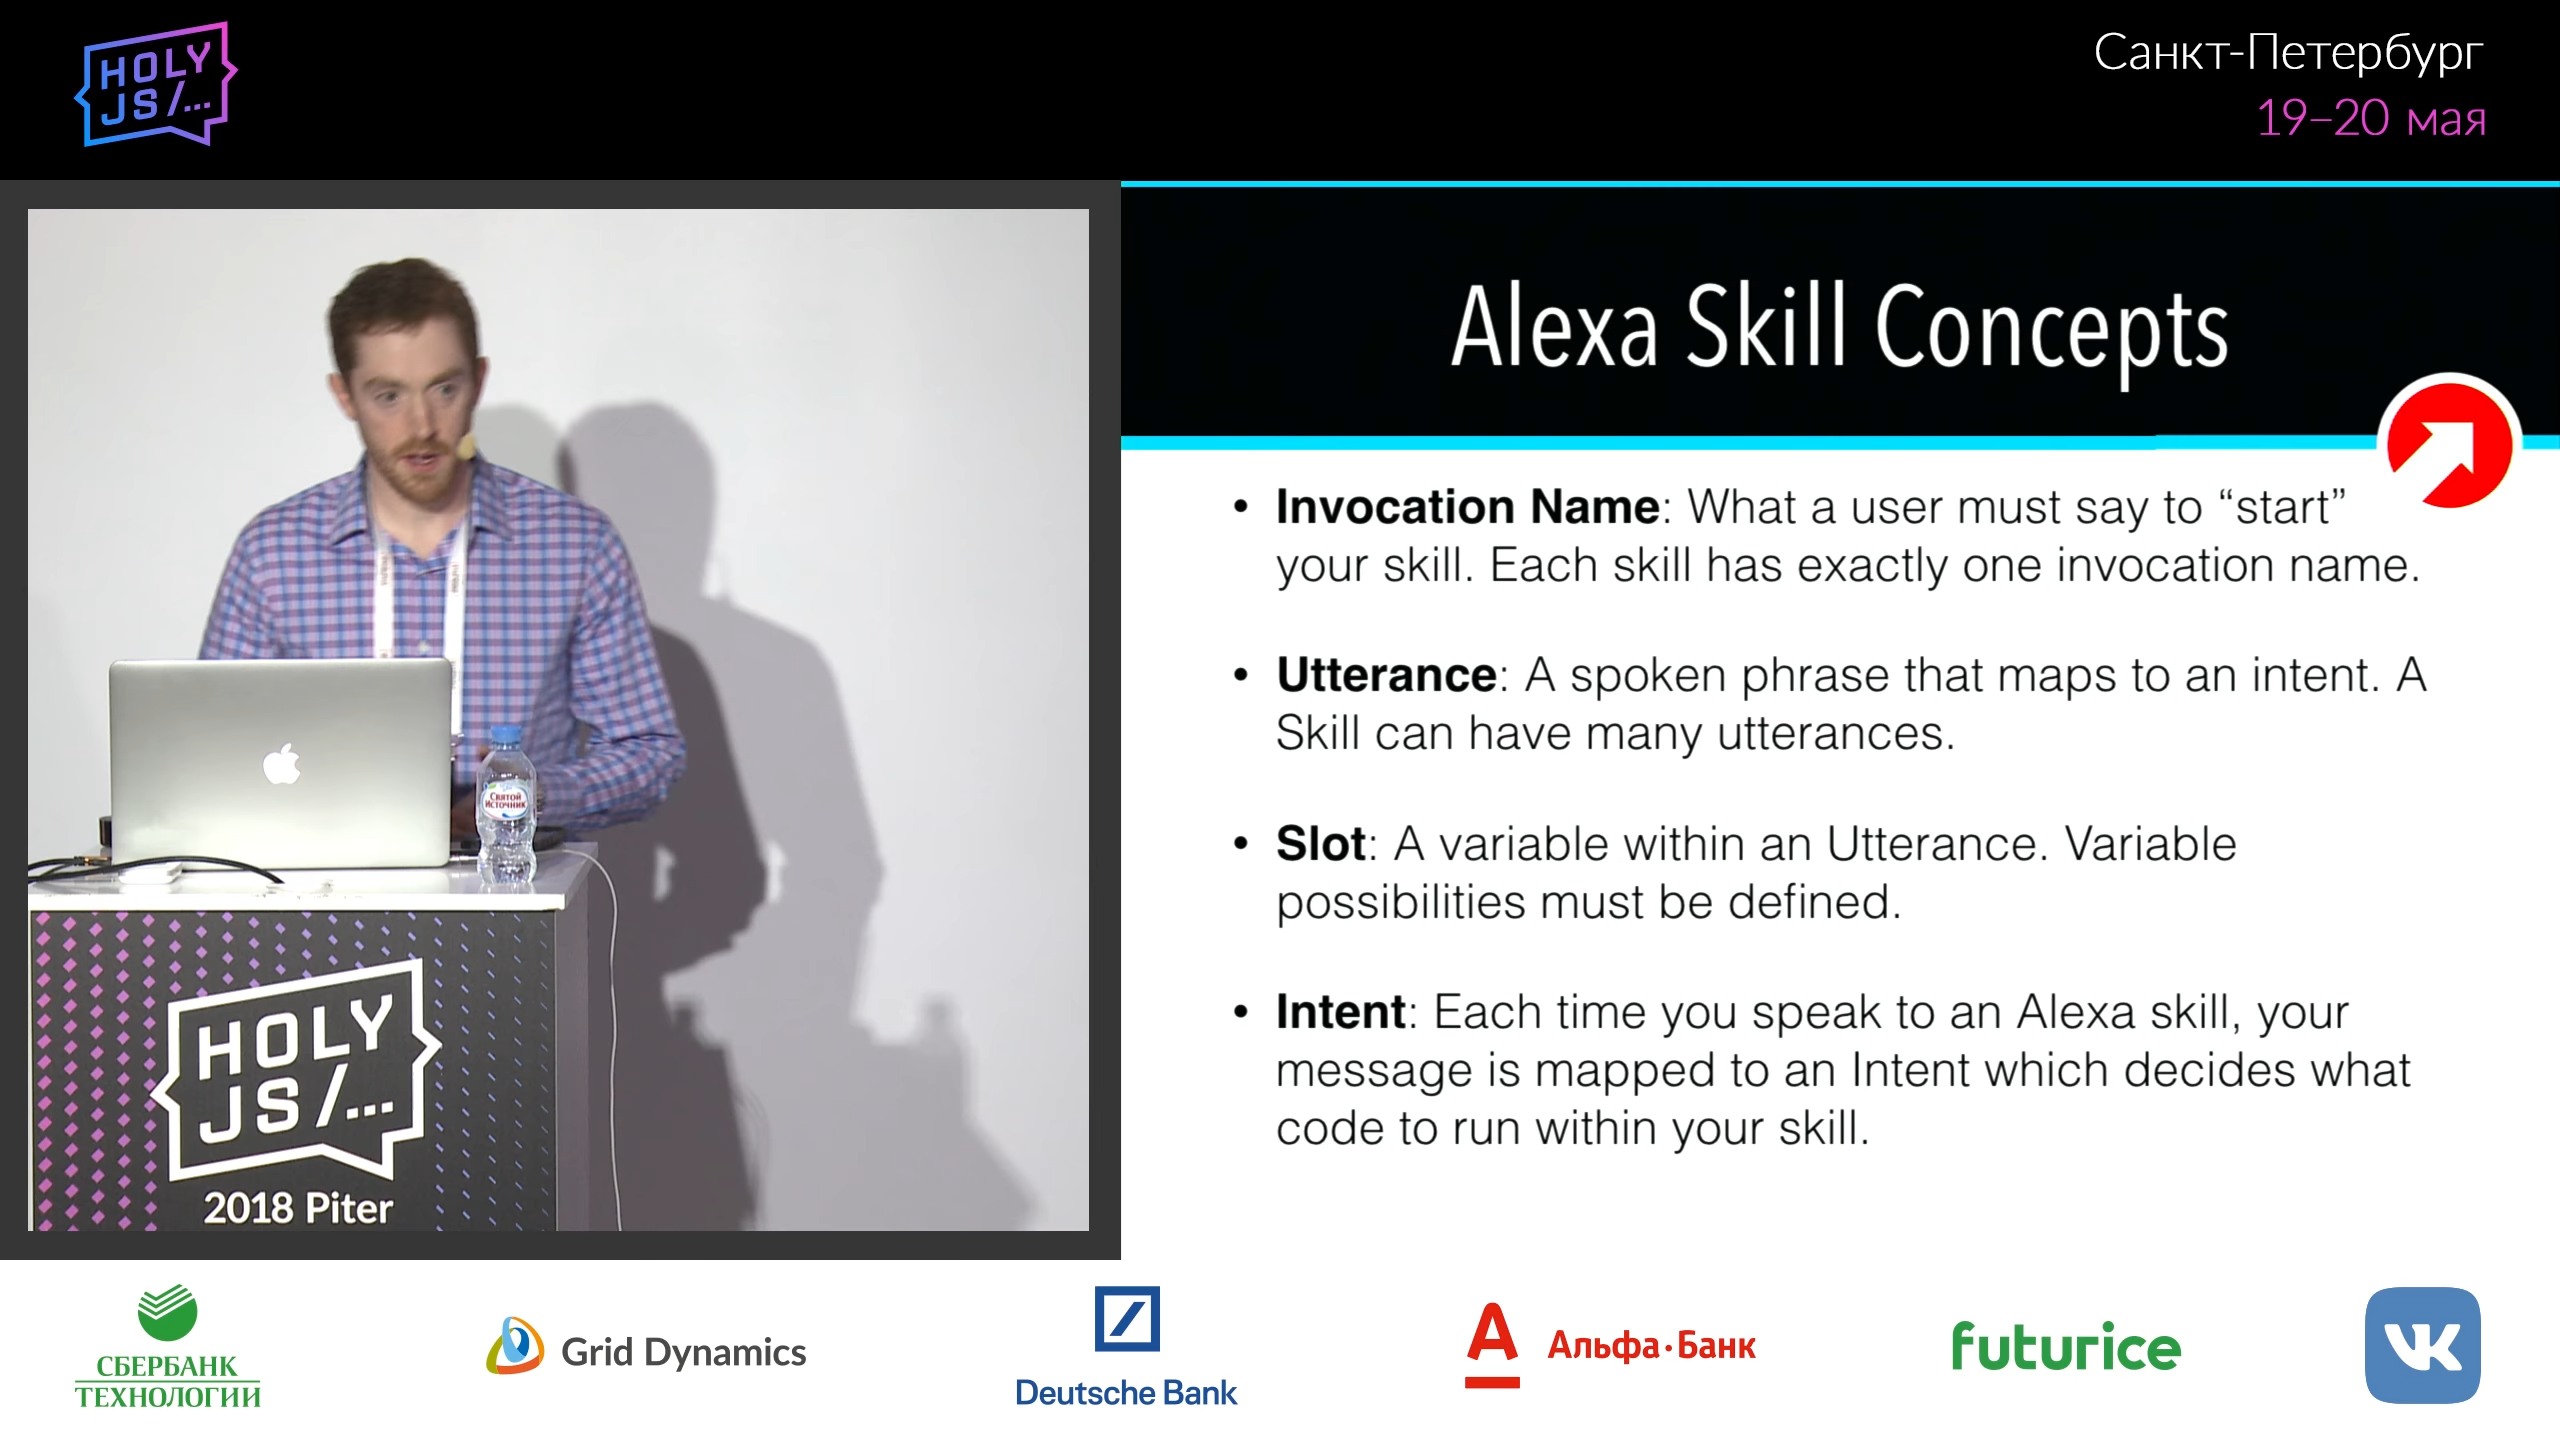 HOLY
JS/...
Санкт-Петербург
19–20 мая
Alexa Skill Concepts
• Invocation Name: What a user must say to “start”
your skill. Each skill has exactly one invocation name.
• Utterance: A spoken phrase that maps to an intent. A
Skill can have many utterances.
• Slot: A variable within an Utterance. Variable
possibilities must be defined.
• Intent: Each time you speak to an Alexa skill, your
message is mapped to an Intent which decides what
code to run within your skill.
СВЯТОЙ
ИСТОЧНИК
HOLY
JS/...
2018 Piter
СБЕРБАНК
ТЕХНОЛОГИИ
Grid Dynamics
Deutsche Bank
А
Альфа·Банк
futurice
VK